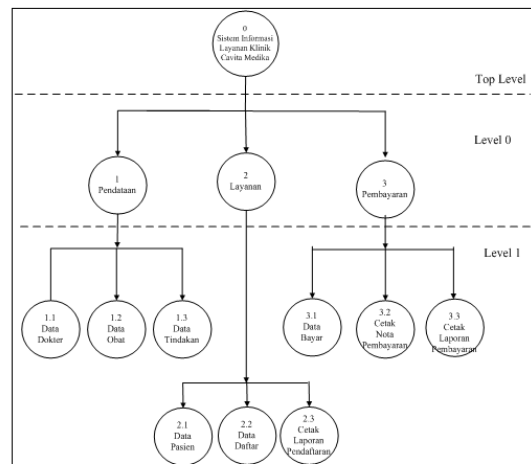 0
Sistem Informasi
Layanan Klinik
Cavita Medika
Top Level
Level 0
1
Pendataan
2
Layanan
3
Pembayaran
Level 1
1.1
Data
Dokter
1.2
Data
Obat
1.3
Data
Tindakan
3.1
Data
Bayar
3.2
Cetak
Nota
Pembayaran
3.3
Cetak
Laporan
Pembayaran
2.1
Data
Pasien
2.2
Data
Daftar
2.3
Cetak
Laporan
Pendaftaran